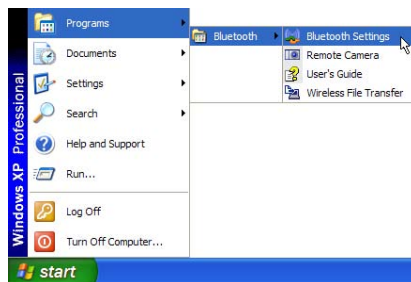 Programs
Documents
Settings
Search
Help and Support
Run...
Log Off
Turn Off Computer...
Windows XP Professional
start
Bluetooth
Bluetooth Settings
Remote Camera
User's Guide
Wireless File Transfer